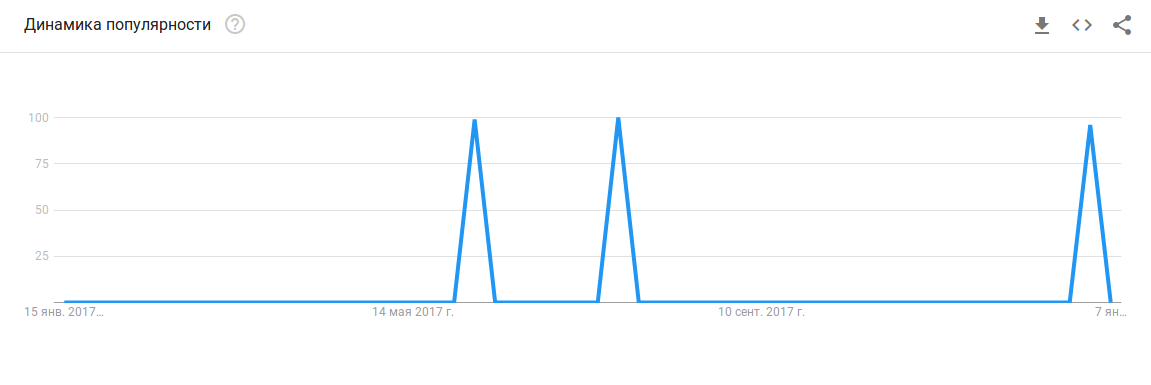 Динамика популярности ?
100
75
50
25
15 янв. 2017…
14 мая 2017 г.
10 сент. 2017 г.
7 ян…